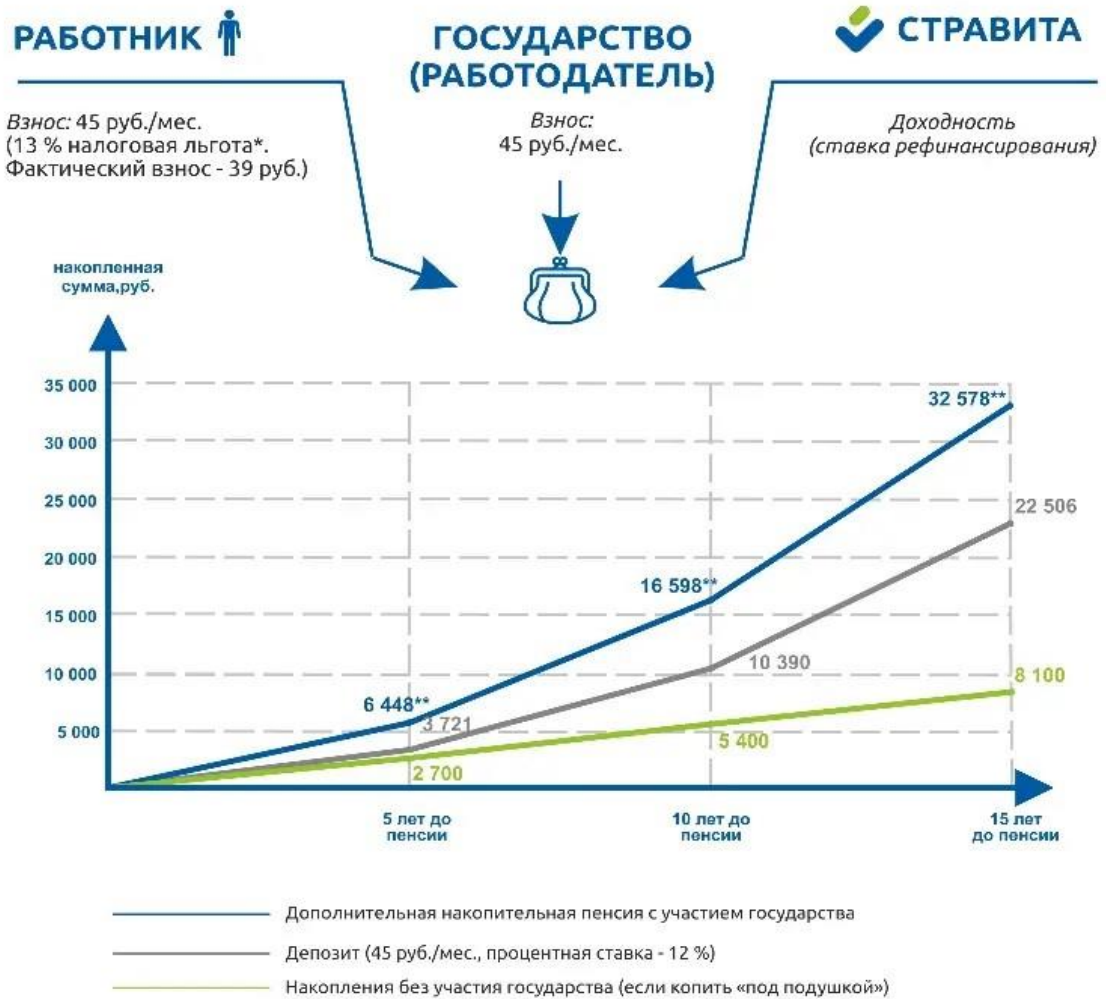 РАБОТНИК
ГОСУДАРСТВО
(РАБОТОДАТЕЛЬ)
СТРАВИТА
Взнос: 45 руб./мес.
(13 % налоговая льгота*.
Фактический взнос - 39 руб.)
Взнос:
45 руб./мес.
Доходность
(ставка рефинансирования)
накопленная
сумма,руб.
35 000
30 000
25 000
20 000
15 000
10 000
5 000
32 578**
22 506
16 598**
10 390
8 100
6 448**
3 721
5 400
2 700
5 лет до
пенсии
10 лет до
пенсии
15 лет
до пенсии
Дополнительная накопительная пенсия с участием государства
Депозит (45 руб./мес., процентная ставка - 12 %)
Накопления без участия государства (если копить «под подушкой»)